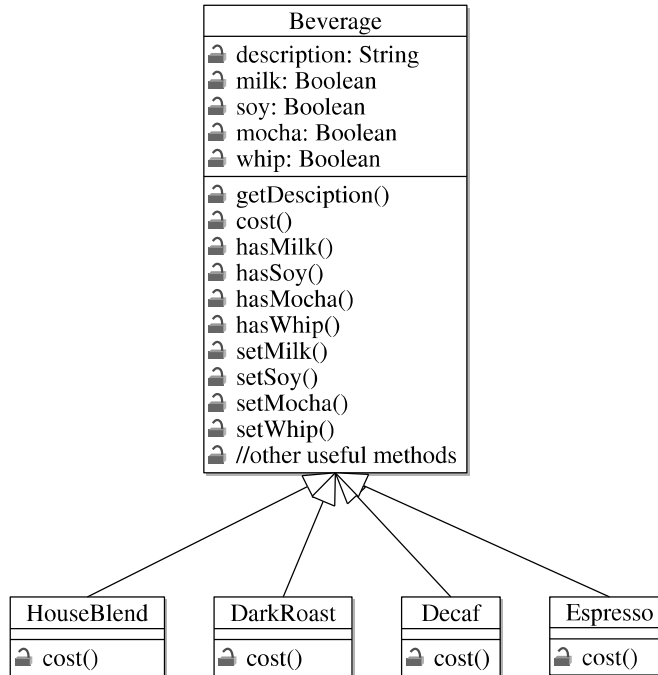 Beverage
description: String
milk: Boolean
soy: Boolean
mocha: Boolean
whip: Boolean
getDesciption()
cost()
hasMilk()
hasSoy()
hasMocha()
hasWhip()
setMilk()
setSoy()
setMocha()
setWhip()
//other useful methods
HouseBlend
DarkRoast
Decaf
Espresso
cost()
cost()
cost()
cost()